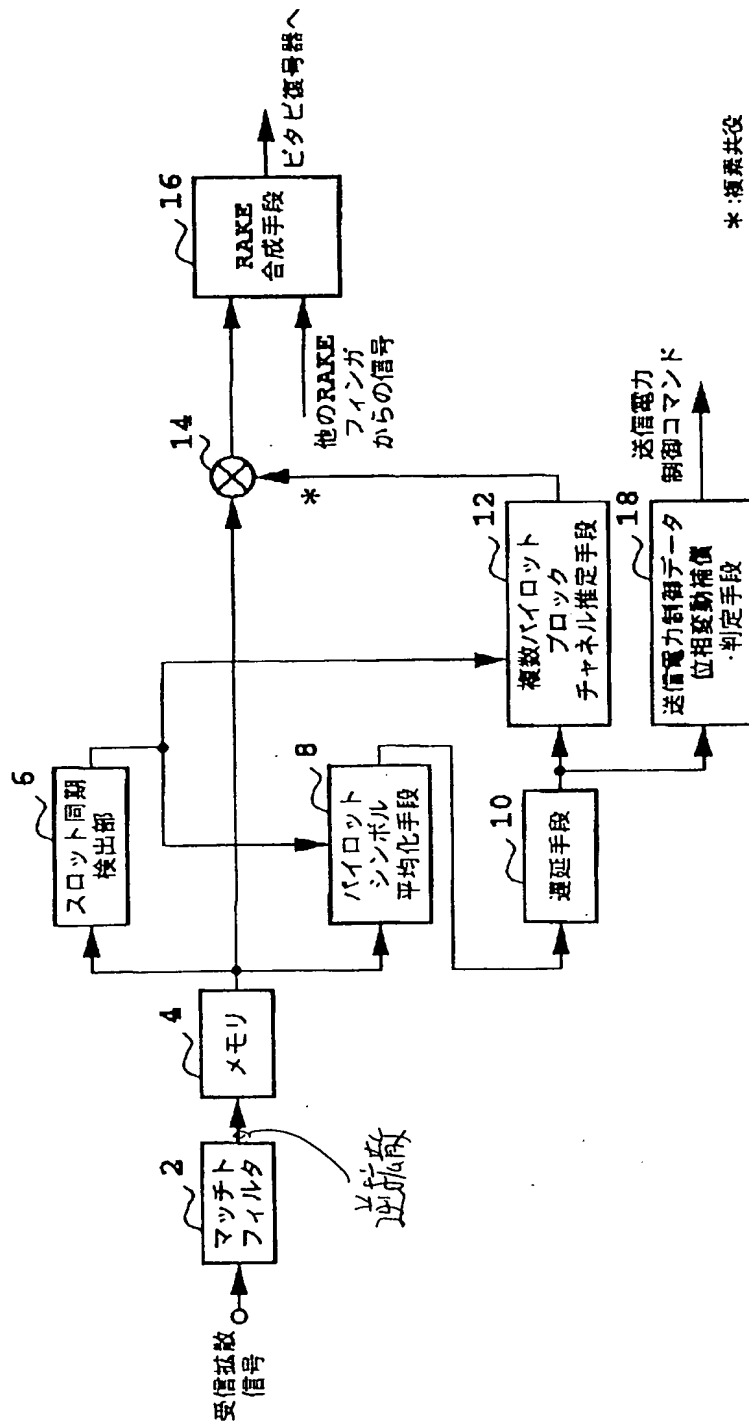 受信拡散
信号
2
マッチト
フィルタ
4
メモリ
6
スロット同期
検出部
8
パイロット
シンボル
平均化手段
10
遅延手段
12
複数パイロット
ブロック
チャネル推定手段
14
*
他のRAKE
フィンガ
からの信号
16
RAKE
合成手段
ビタビ復号器へ
18
送信電力制御データ
位相変動補償
・判定手段
送信電力
制御コマンド
*:複素共役